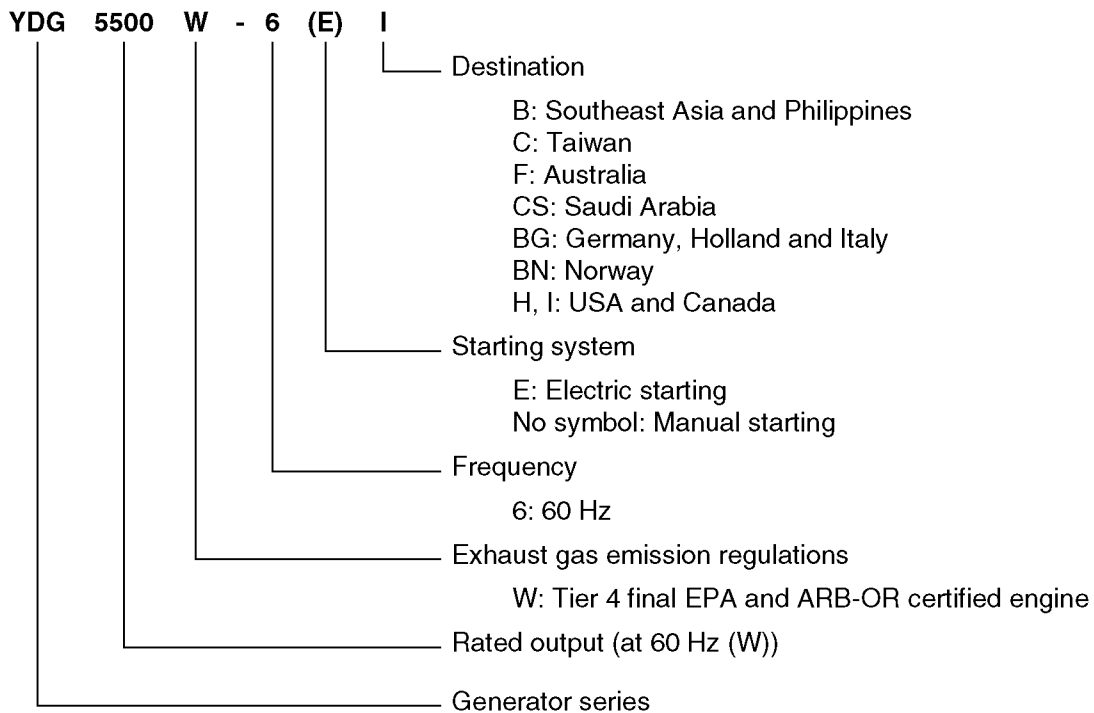 YDG 5500 W - 6 (E) I
Destination
B: Southeast Asia and Philippines
C: Taiwan
F: Australia
CS: Saudi Arabia
BG: Germany, Holland and Italy
BN: Norway
H, I: USA and Canada
Starting system
E: Electric starting
No symbol: Manual starting
Frequency
6: 60 Hz
Exhaust gas emission regulations
W: Tier 4 final EPA and ARB-OR certified engine
Rated output (at 60 Hz (W))
Generator series